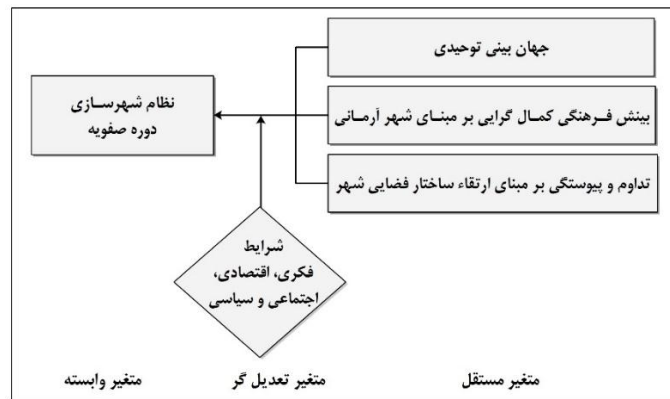 جهان بینی توحیدی
بینش فرهنگی کمال گرایی بر مبنای شهر آرمانی
تداوم و پیوستگی بر مبنای ارتقاء ساختار فضایی شهر
نظام شهرسازی
دوره صفویه
شرایط
فکری، اقتصادی،
اجتماعی و سیاسی
متغیر مستقل
متغیر تعدیل گر
متغیر وابسته